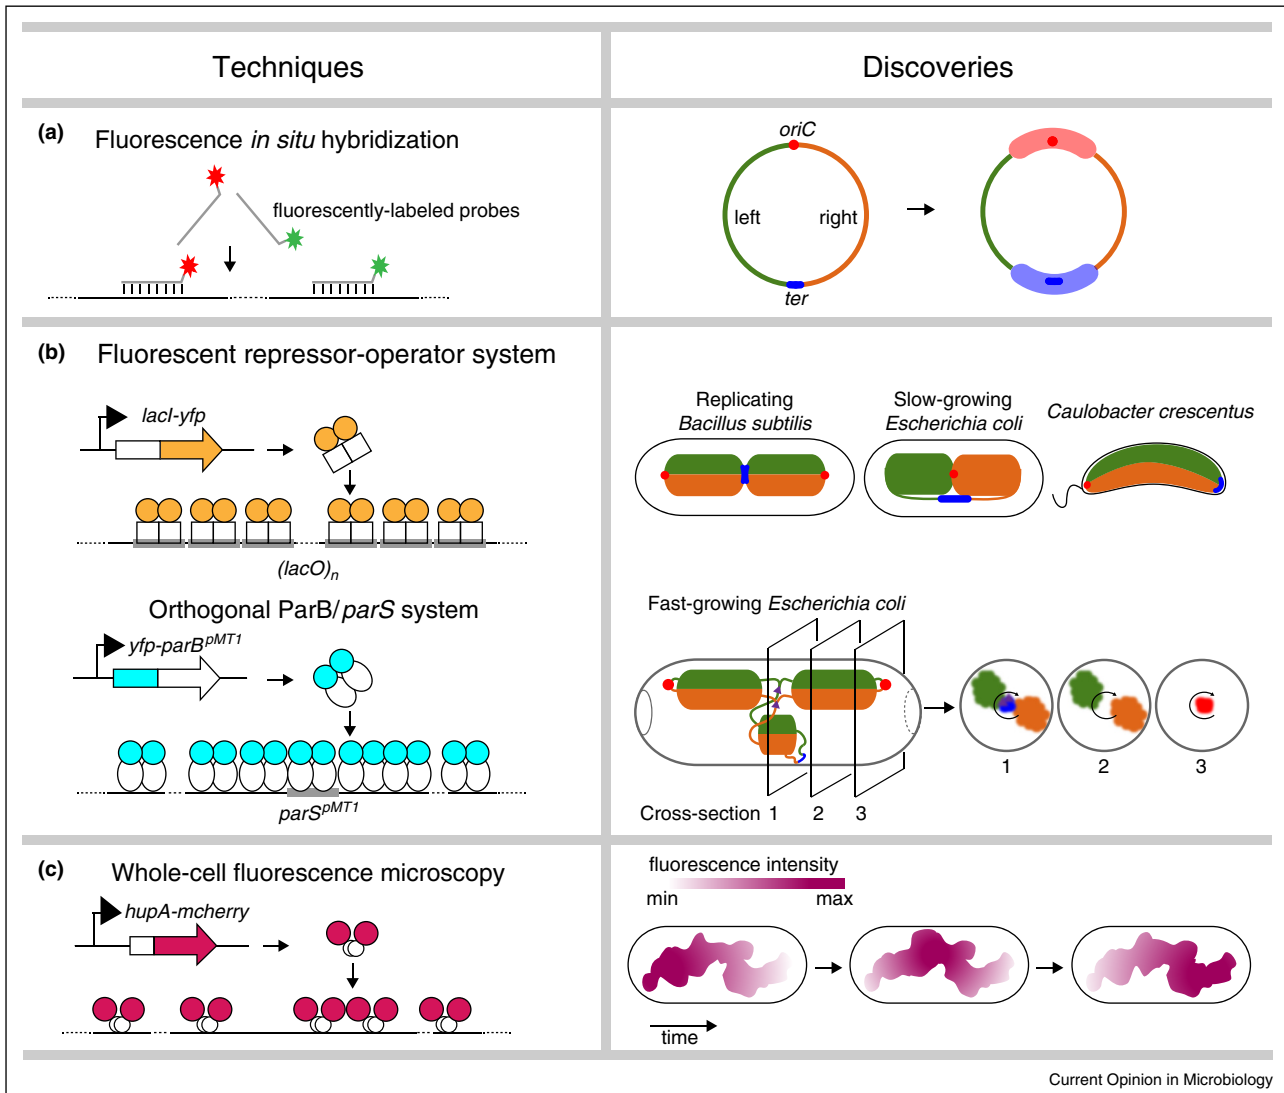 Techniques
Discoveries
(a) Fluorescence in situ hybridization
fluorescently-labeled probes
oriC
left
right
ter
(b) Fluorescent repressor-operator system
lacI-yfp
(lacO)n
Orthogonal ParB/parS system
yfp-parBpMT1
parSpMT1
Replicating
Bacillus subtilis
Slow-growing
Escherichia coli
Caulobacter crescentus
Fast-growing Escherichia coli
1
2
3
Cross-section 1 2 3
(c) Whole-cell fluorescence microscopy
hupA-mcherry
fluorescence intensity
min
max
time
Current Opinion in Microbiology